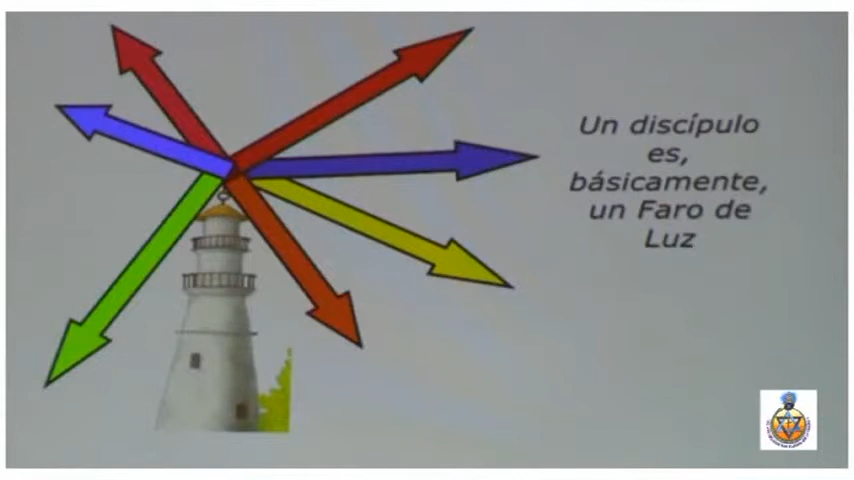 Un discípulo
es,
básicamente,
un Faro de
Luz